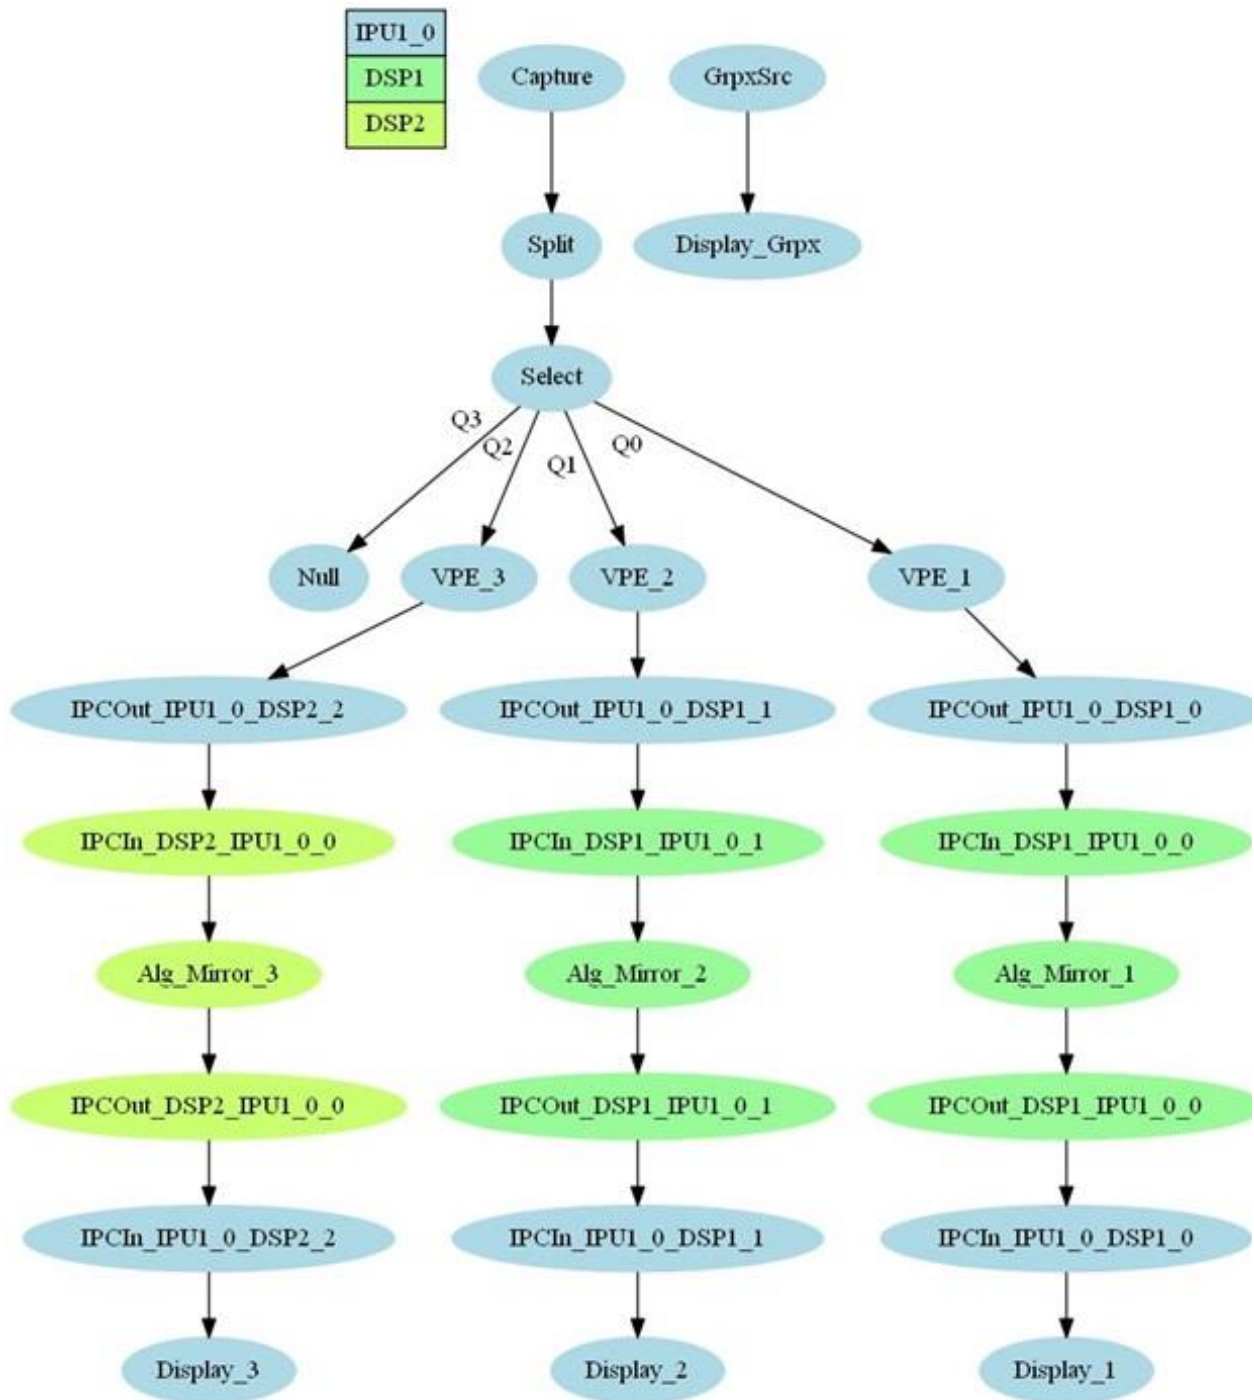 IPU1_0
DSP1
DSP2
Capture
GrpxSrc
Split
Display_Grpx
Select
Q3
Q2
Q1
Q0
Null
VPE_3
VPE_2
VPE_1
IPCOut_IPU1_0_DSP2_2
IPCOut_IPU1_0_DSP1_1
IPCOut_IPU1_0_DSP1_0
IPCIn_DSP2_IPU1_0_0
IPCIn_DSP1_IPU1_0_1
IPCIn_DSP1_IPU1_0_0
Alg_Mirror_3
Alg_Mirror_2
Alg_Mirror_1
IPCOut_DSP2_IPU1_0_0
IPCOut_DSP1_IPU1_0_1
IPCOut_DSP1_IPU1_0_0
IPCIn_IPU1_0_DSP2_2
IPCIn_IPU1_0_DSP1_1
IPCIn_IPU1_0_DSP1_0
Display_3
Display_2
Display_1